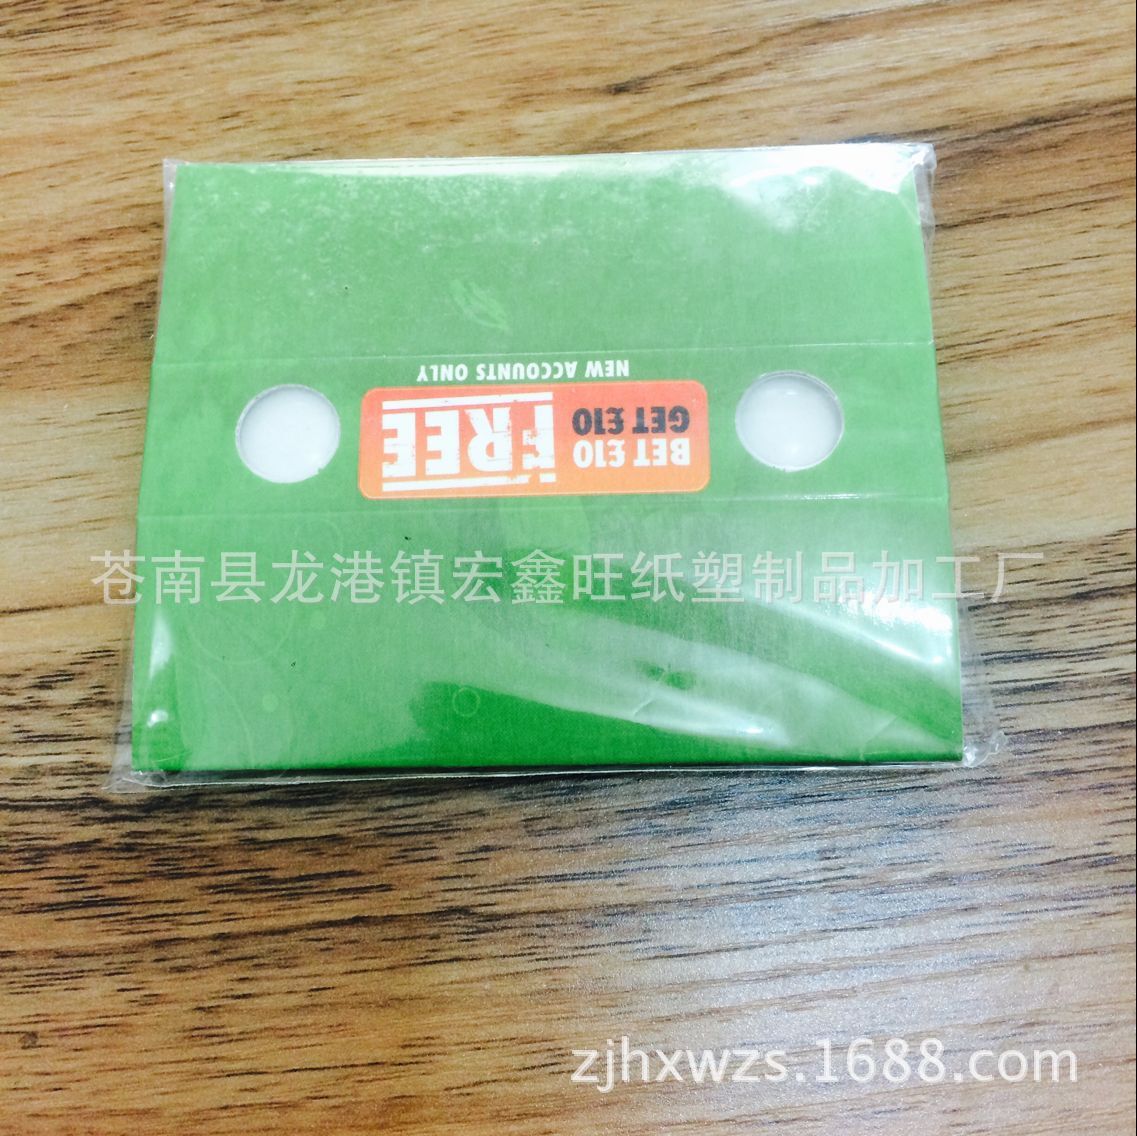 NEW ACCOUNTS ONLY
BET £10
GET £10
FREE
苍南县龙港镇宏鑫旺纸塑制品加工厂
zjhxwzs.1688.com